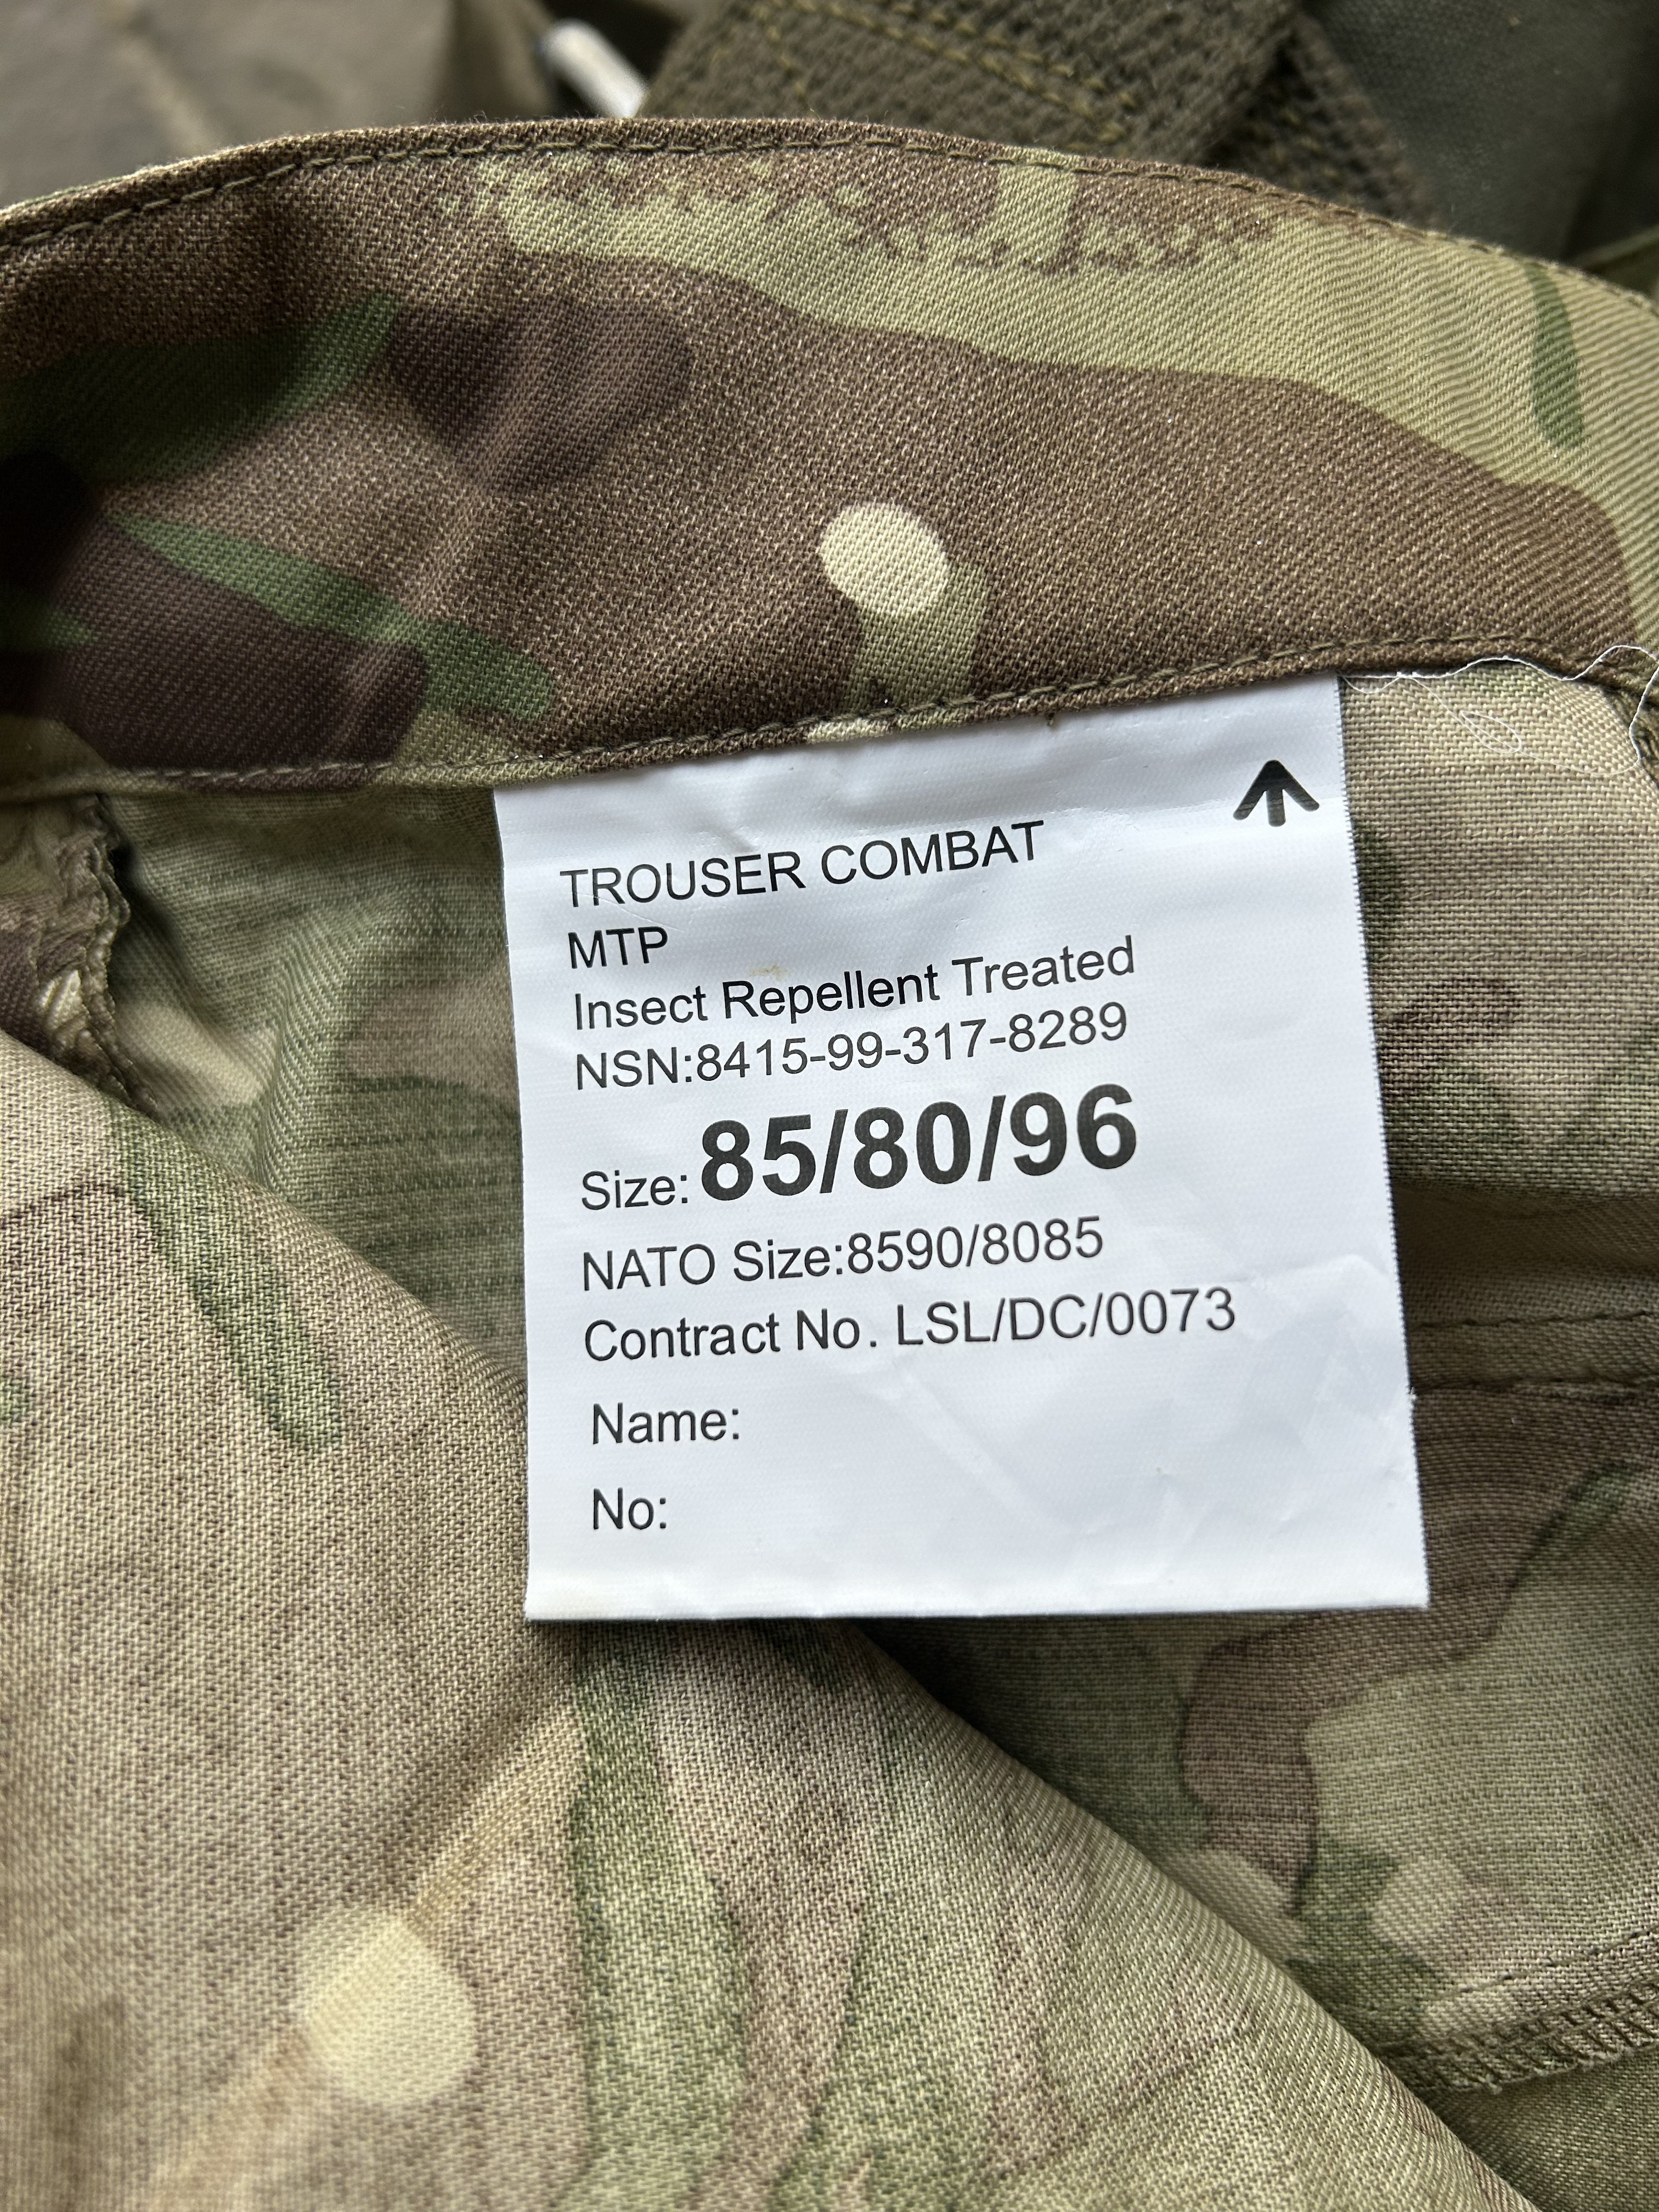 TROUSER COMBAT
MTP
Insect Repellent Treated
NSN:8415-99-317-8289
Size: 85/80/96
NATO Size:8590/8085
Contract No. LSL/DC/0073
Name:
No: